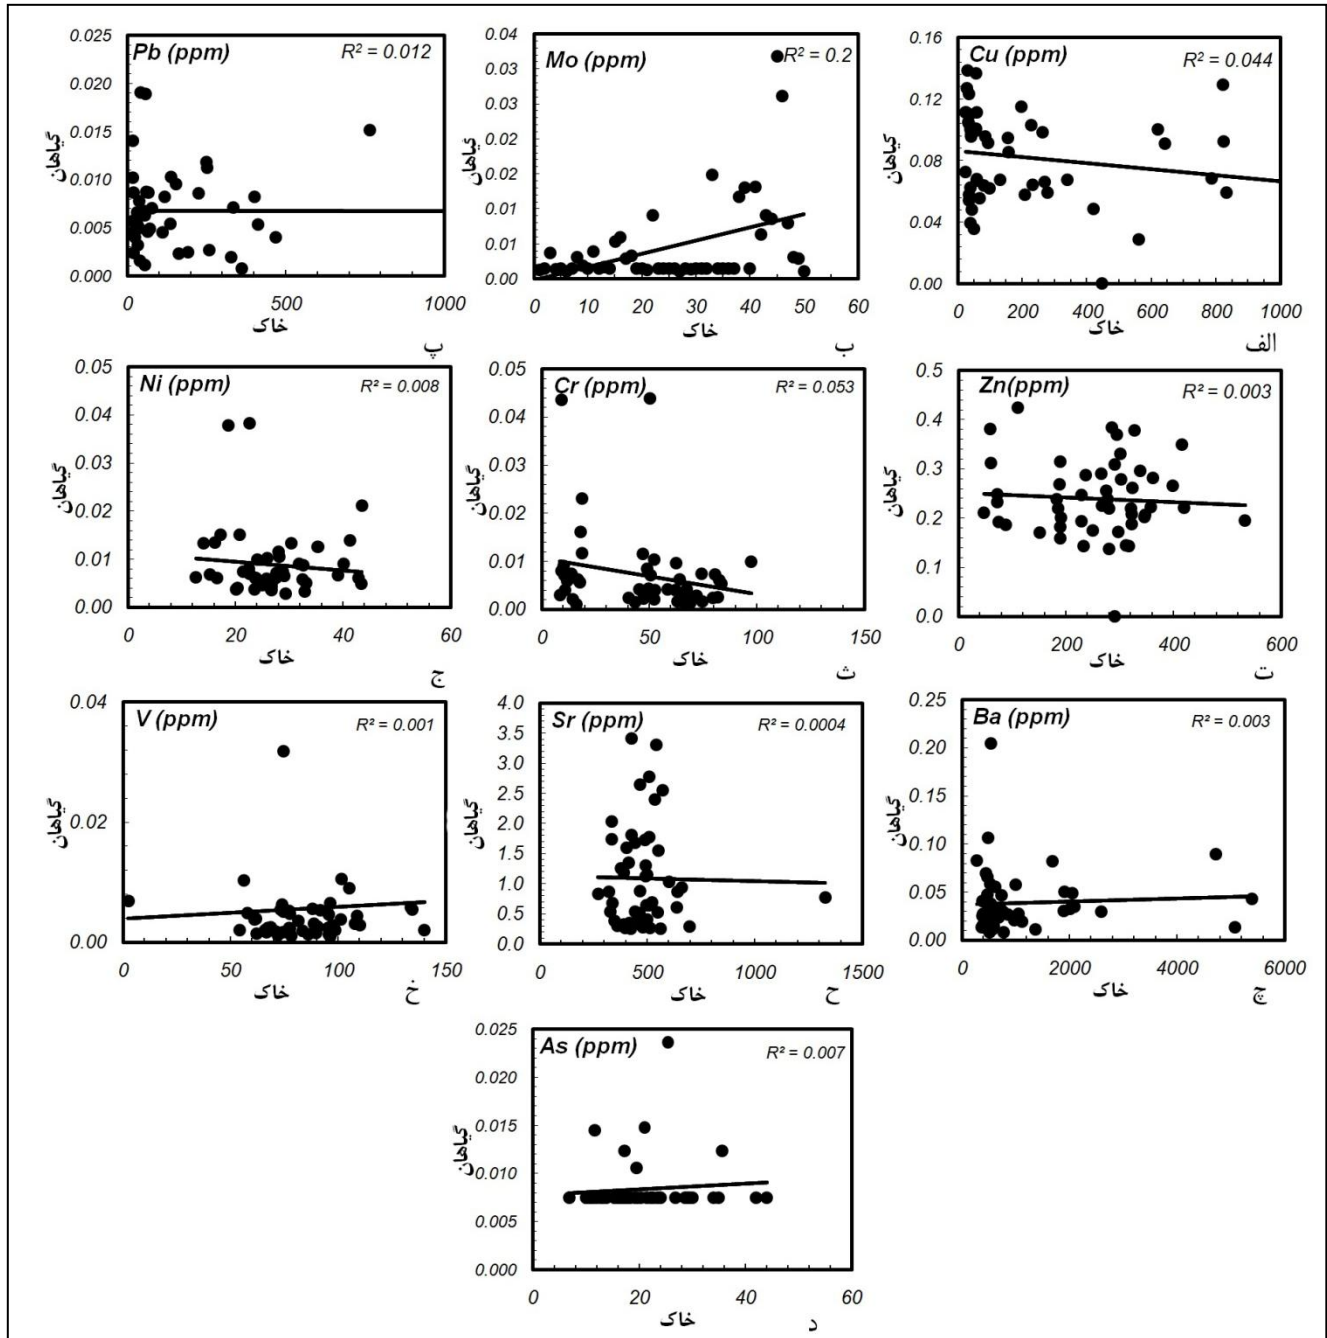 Pb (ppm)
R² = 0.012
0.025
0.020
0.015
0.010
0.005
0.000
0
500
1000
گیاهان
خاک
پ
Mo (ppm)
R² = 0.2
0.04
0.03
0.03
0.02
0.02
0.01
0.01
0.00
0
10
20
30
40
50
60
گیاهان
خاک
ب
Cu (ppm)
R² = 0.044
0.16
0.12
0.08
0.04
0.00
0
200
400
600
800
1000
گیاهان
خاک
الف
Ni (ppm)
R² = 0.008
0.05
0.04
0.03
0.02
0.01
0.00
0
20
40
60
گیاهان
خاک
ج
Cr (ppm)
R² = 0.053
0.05
0.04
0.03
0.02
0.01
0.00
0
50
100
150
گیاهان
خاک
ث
Zn(ppm)
R² = 0.003
0.5
0.4
0.3
0.2
0.1
0.0
0
200
400
600
گیاهان
خاک
ت
V (ppm)
R² = 0.001
0.04
0.02
0.00
0
50
100
150
گیاهان
خاک
خ
Sr (ppm)
R² = 0.0004
4.0
3.5
3.0
2.5
2.0
1.5
1.0
0.5
0.0
0
500
1000
1500
گیاهان
خاک
ح
Ba (ppm)
R² = 0.003
0.25
0.20
0.15
0.10
0.05
0.00
0
2000
4000
6000
گیاهان
خاک
چ
As (ppm)
R² = 0.007
0.025
0.020
0.015
0.010
0.005
0.000
0
20
40
60
گیاهان
خاک
د